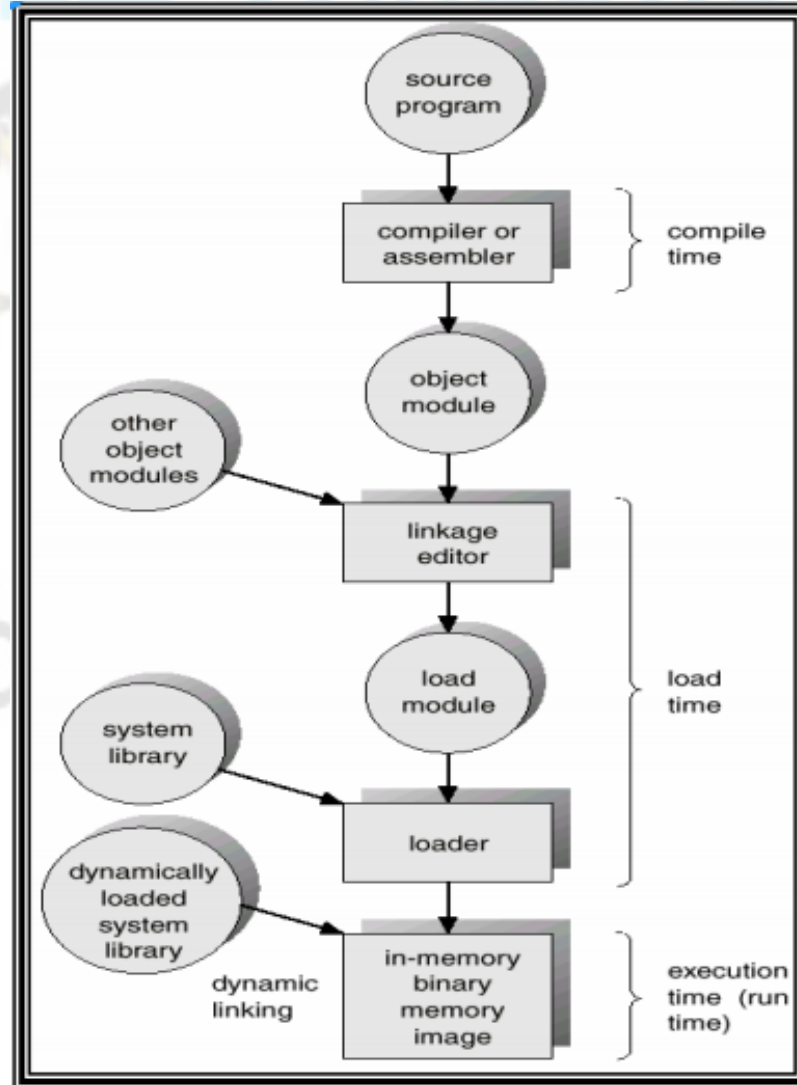 source
program
compiler or
assembler
compile
time
object
module
other
object
modules
linkage
editor
load
module
load
time
system
library
loader
dynamically
loaded
system
library
dynamic
linking
in-memory
binary
memory
image
execution
time (run
time)